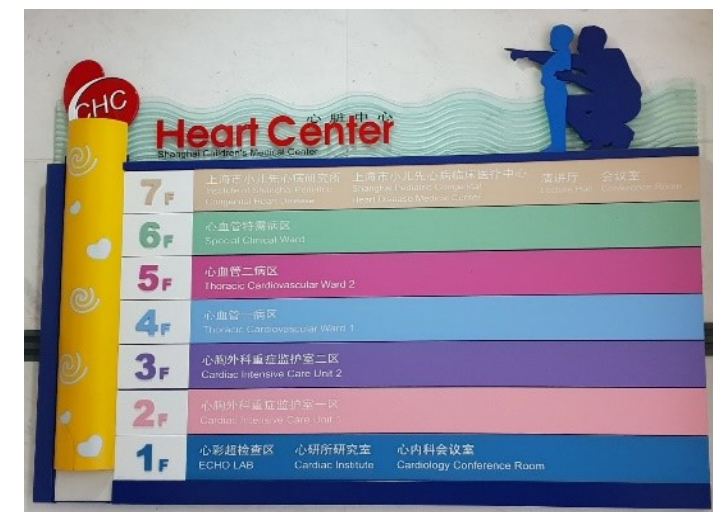 CHC
心脏中心
Heart Center
Shanghai Children's Medical Center
7F
上海市小儿先心病研究所 上海市小儿先心病临床医疗中心 演讲厅 会议室
Institute of Shanghai Pediatric Shanghai Pediatric Congenital Lecture Hall Conference Room
Congenital Heart Disease Heart Disease Medical Center
6F
心血管特需病区
Special Clinical Ward
5F
心血管二病区
Thoracic Cardiovascular Ward 2
4F
心血管一病区
Thoracic Cardiovascular Ward 1
3F
心胸外科重症监护室二区
Cardiac Intensive Care Unit 2
2F
心胸外科重症监护室一区
Cardiac Intensive Care Unit 1
1F
心彩超检查区 心研所研究室 心内科会议室
ECHO LAB Cardiac Institute Cardiology Conference Room